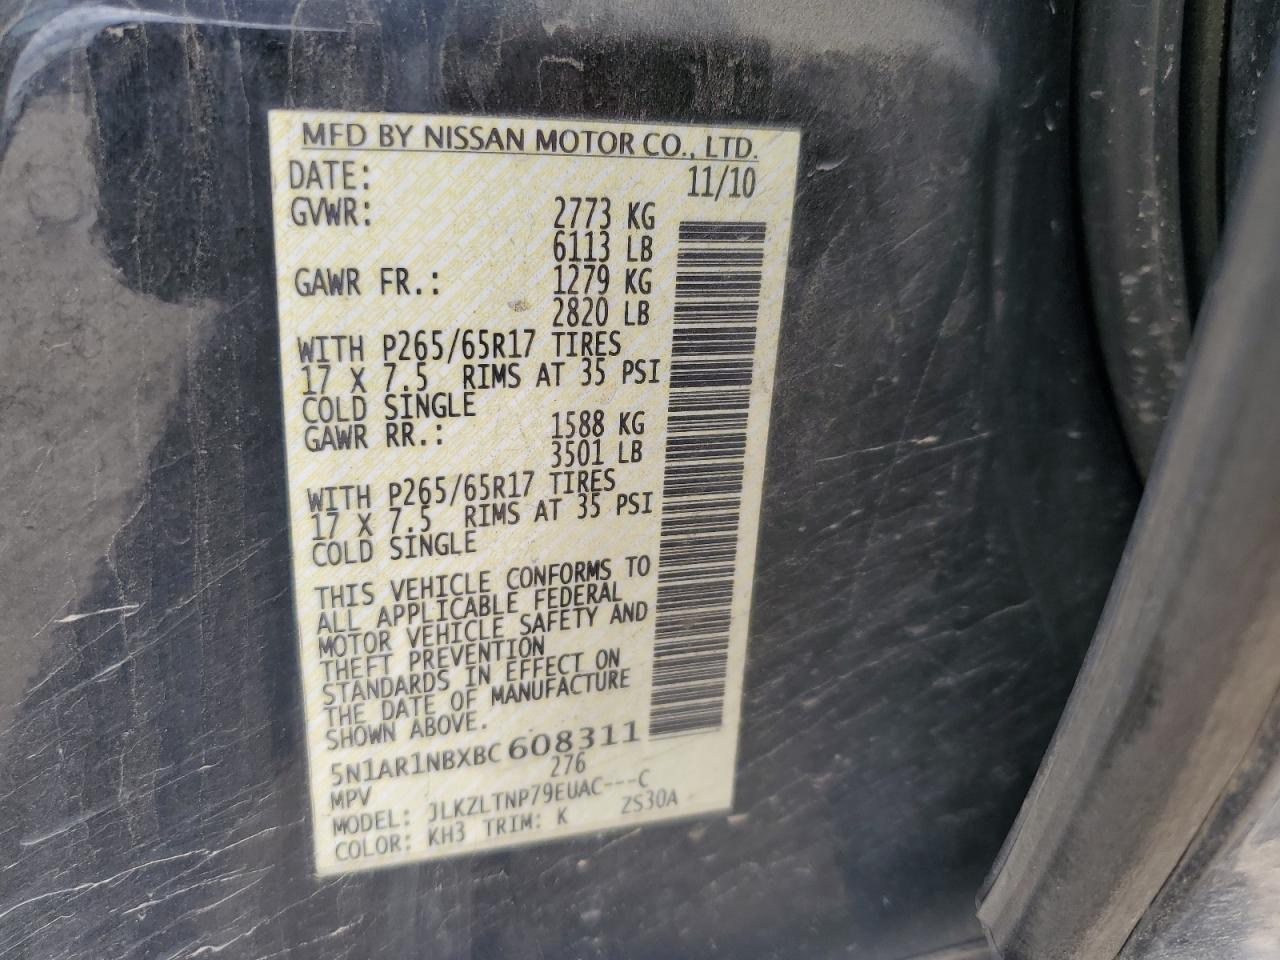 MFD BY NISSAN MOTOR CO., LTD.
DATE: 11/10
GVWR: 2773 KG
6113 LB
GAWR FR.: 1279 KG
2820 LB
WITH P265/65R17 TIRES
17 X 7.5 RIMS AT 35 PSI
COLD SINGLE
GAWR RR.: 1588 KG
3501 LB
WITH P265/65R17 TIRES
17 X 7.5 RIMS AT 35 PSI
COLD SINGLE
THIS VEHICLE CONFORMS TO
ALL APPLICABLE FEDERAL
MOTOR VEHICLE SAFETY AND
THEFT PREVENTION
STANDARDS IN EFFECT ON
THE DATE OF MANUFACTURE
SHOWN ABOVE.
5N1AR1NBXBC 608311
MPV 276
MODEL: JLKZLTNP79EUAC---C
COLOR: KH3 TRIM: K ZS30A